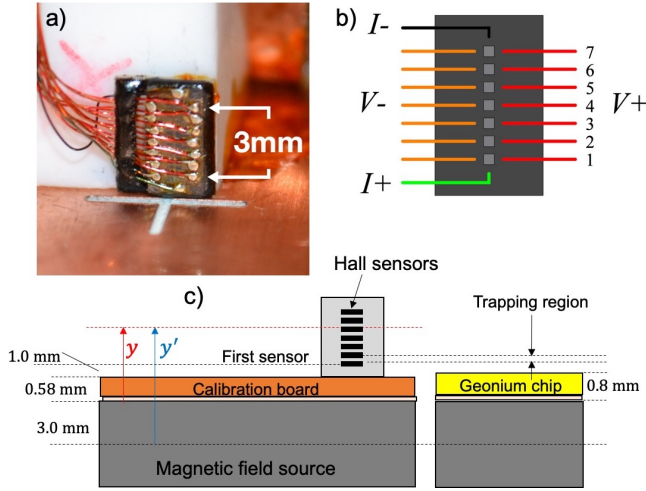 a)
3mm
b)
I-
V-
I+
7
6
5
4
3
2
1
V+
c)
Hall sensors
Trapping region
y
y′
First sensor
1.0 mm
0.58 mm
Calibration board
Geonium chip
0.8 mm
3.0 mm
Magnetic field source